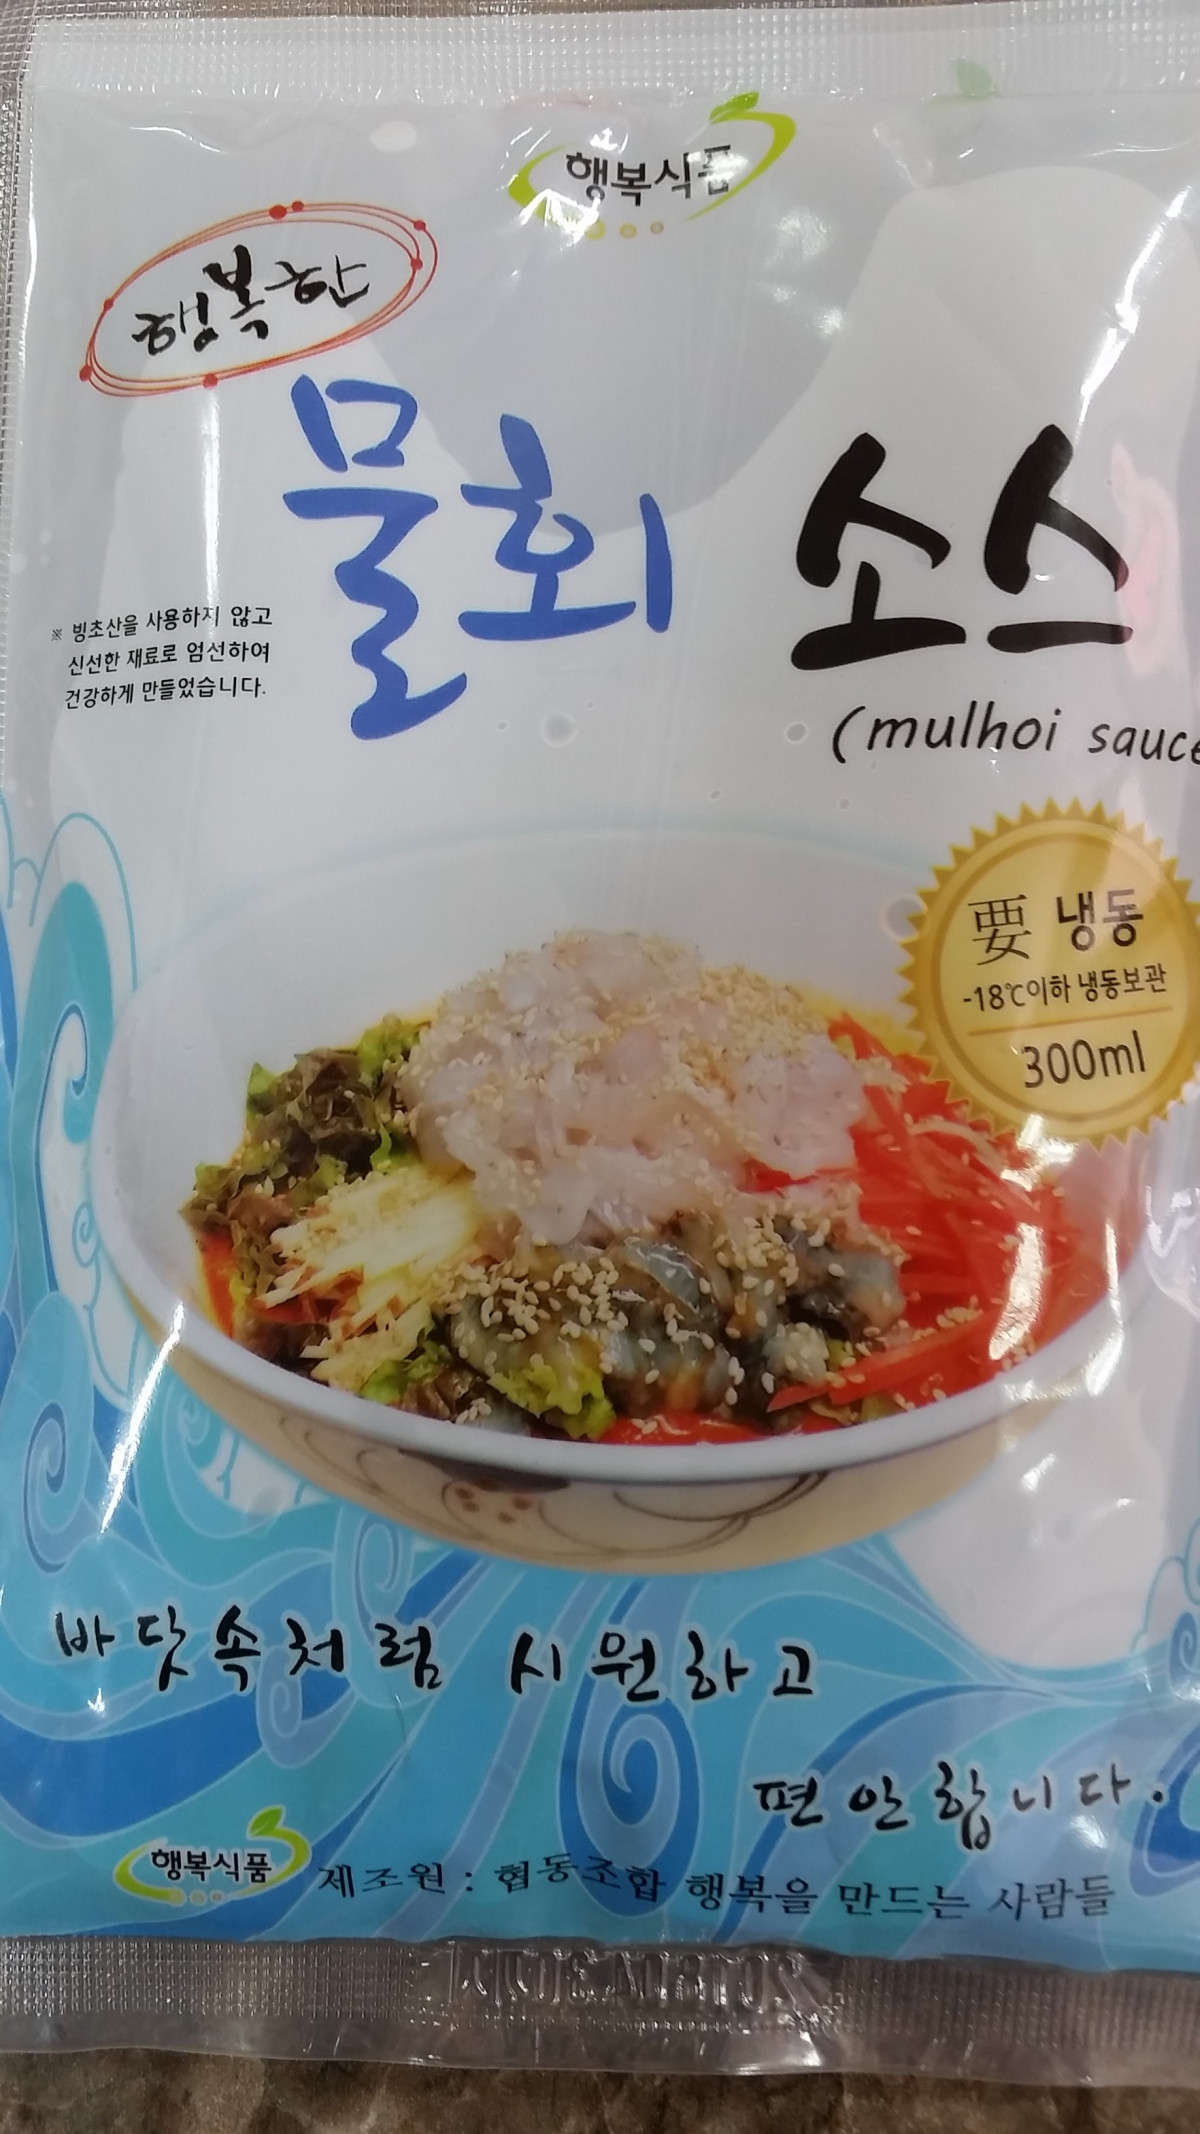 행복식품
행복한
물회 소스
(mulhoi sauce
※ 빙초산을 사용하지 않고
신선한 재료로 엄선하여
건강하게 만들었습니다.
要 냉동
-18℃이하 냉동보관
300ml
바닷속처럼 시원하고
편안합니다.
행복식품 제조원 : 협동조합 행복을 만드는 사람들